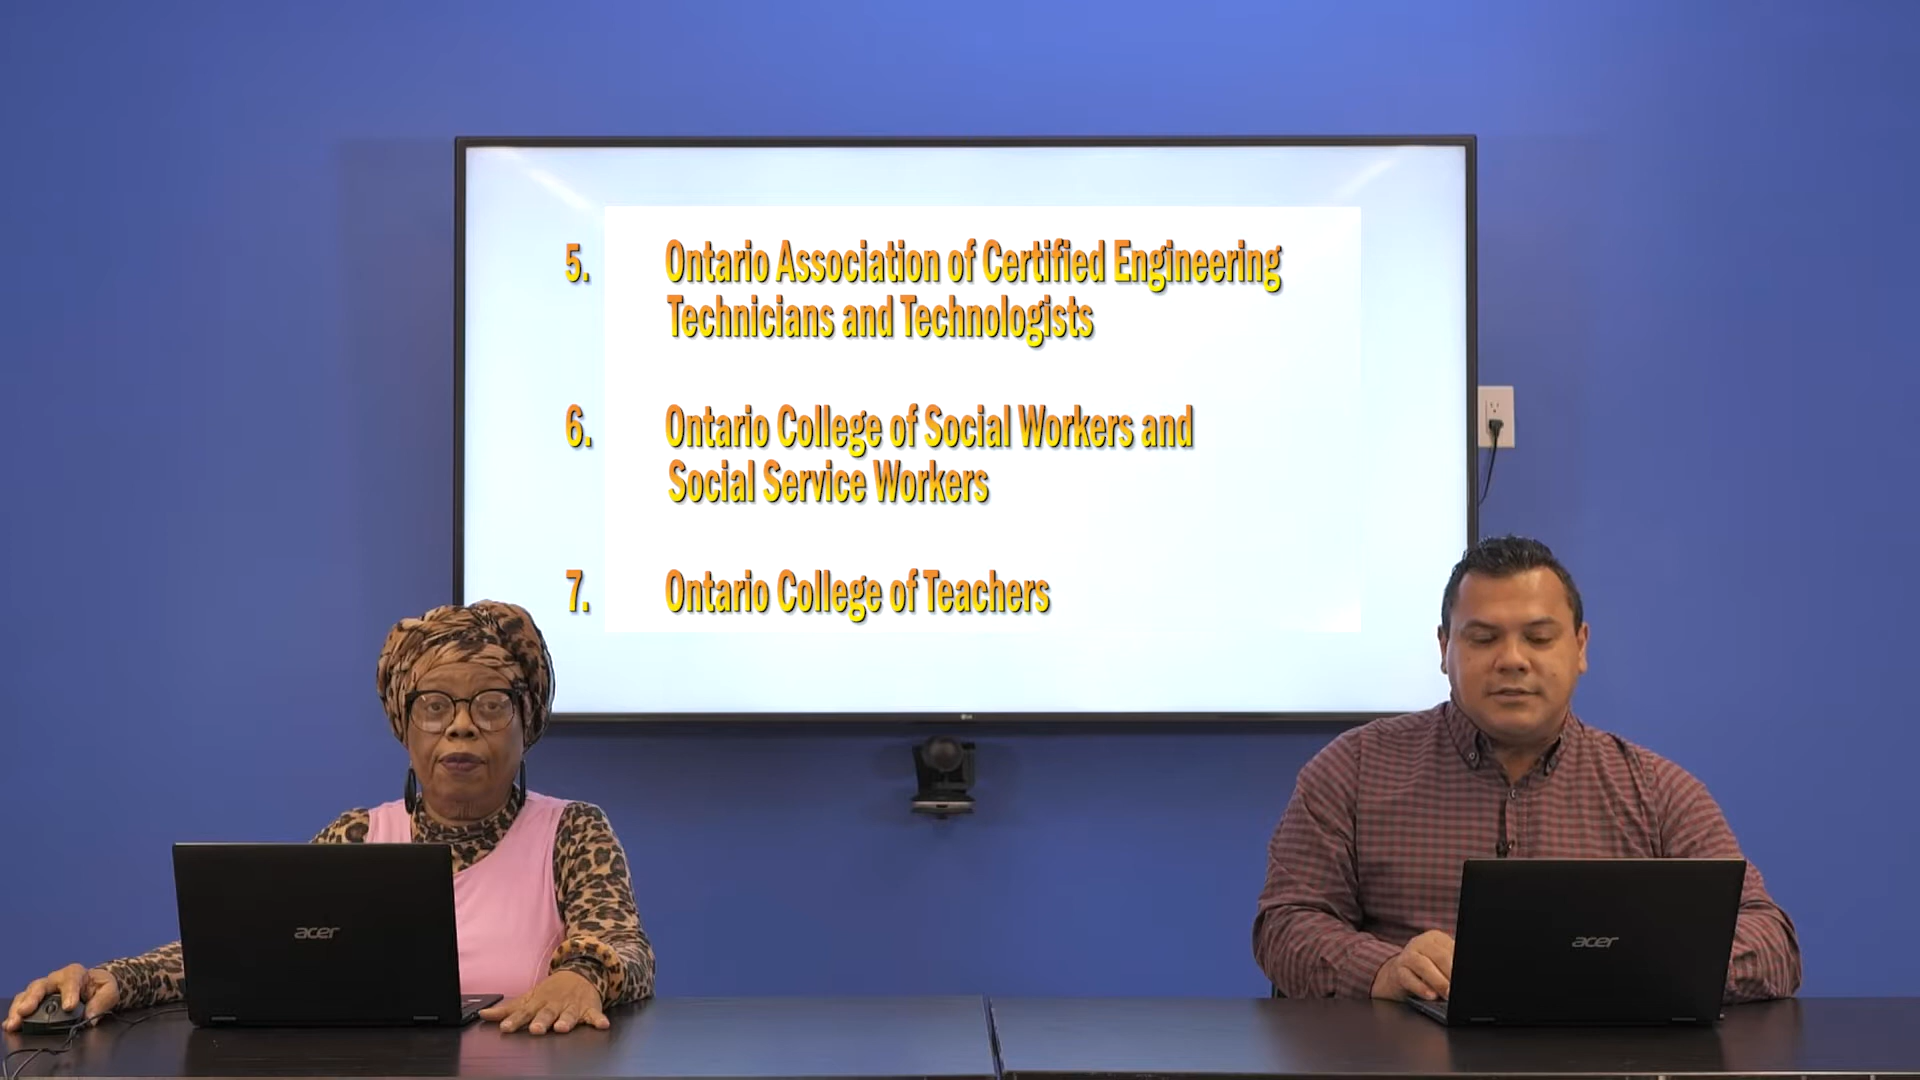 5. Ontario Association of Certified Engineering
Technicians and Technologists
6. Ontario College of Social Workers and
Social Service Workers
7. Ontario College of Teachers
acer
acer